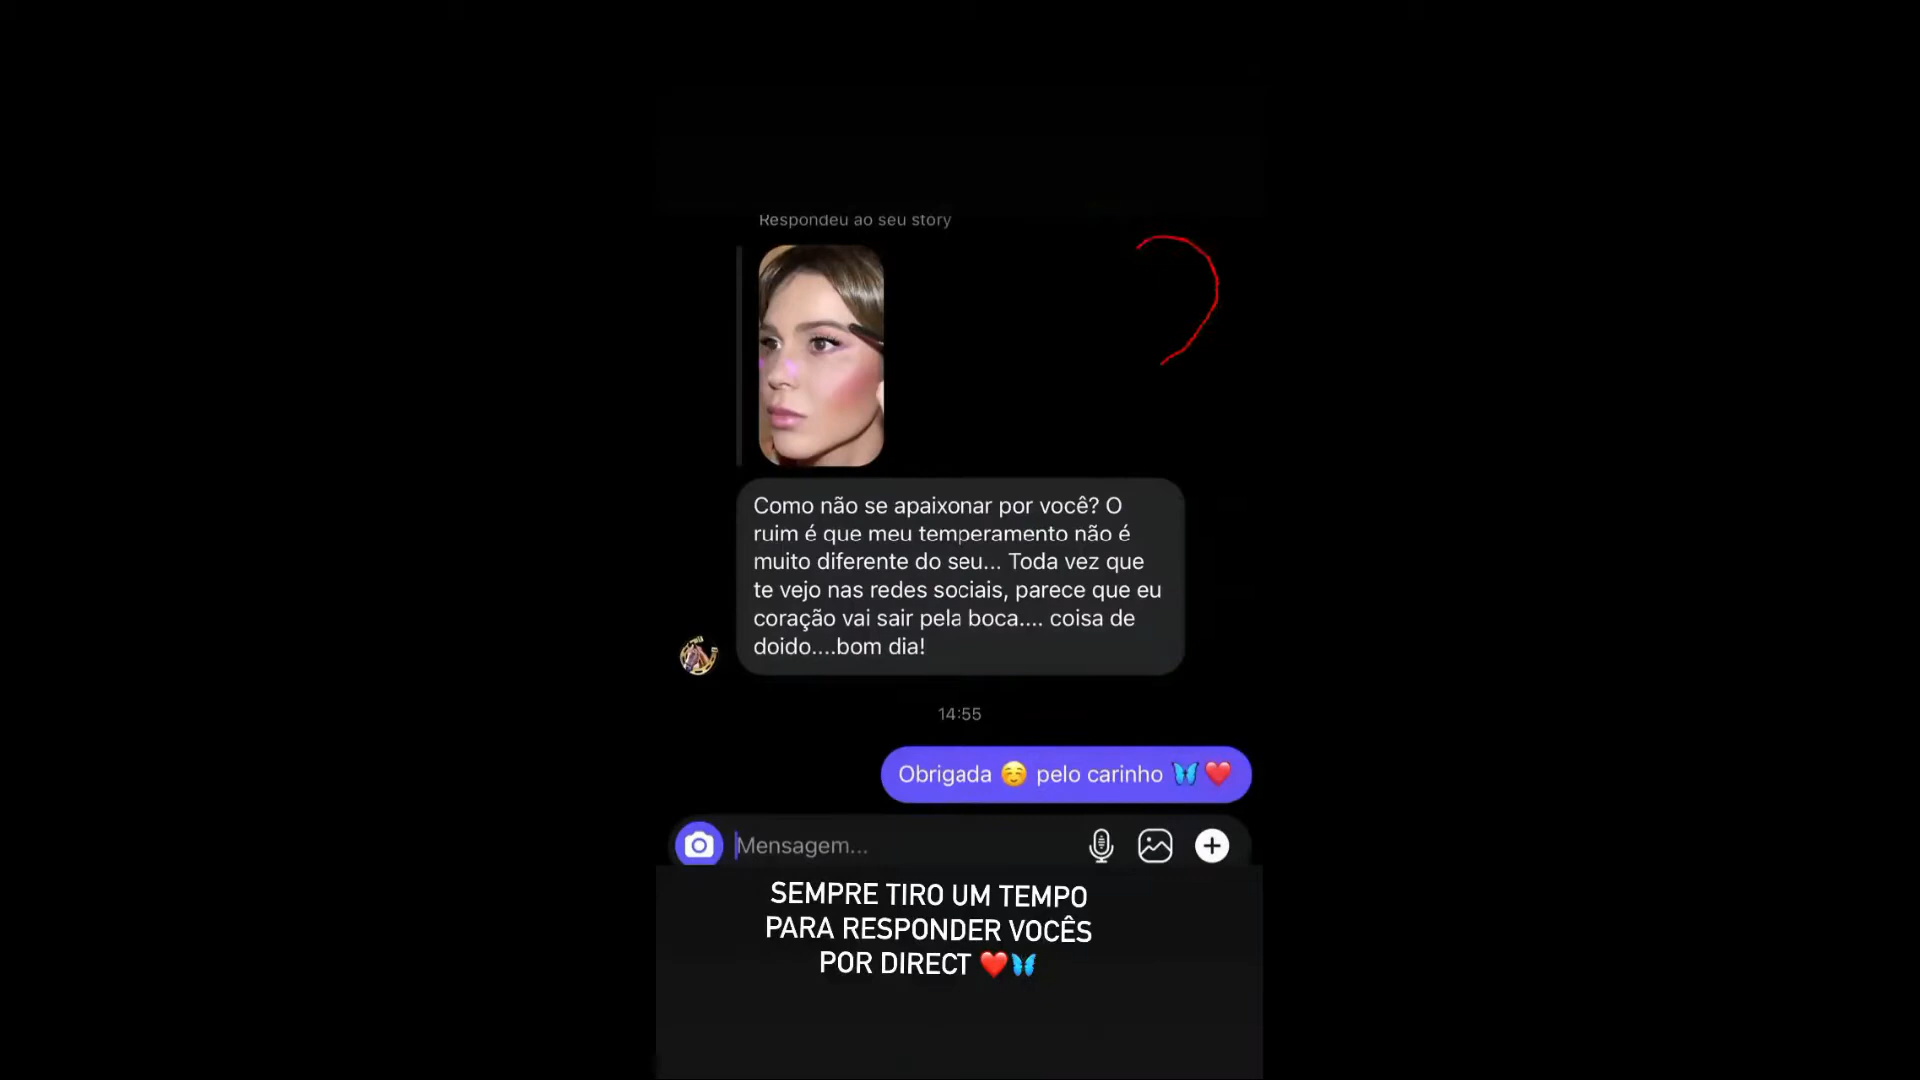 Respondeu ao seu story
Como não se apaixonar por você? O
ruim é que meu temperamento não é
muito diferente do seu... Toda vez que
te vejo nas redes sociais, parece que eu
coração vai sair pela boca.... coisa de
doido....bom dia!
14:55
Obrigada ☺️ pelo carinho 🦋❤️
Mensagem...
SEMPRE TIRO UM TEMPO
PARA RESPONDER VOCÊS
POR DIRECT ❤️🦋